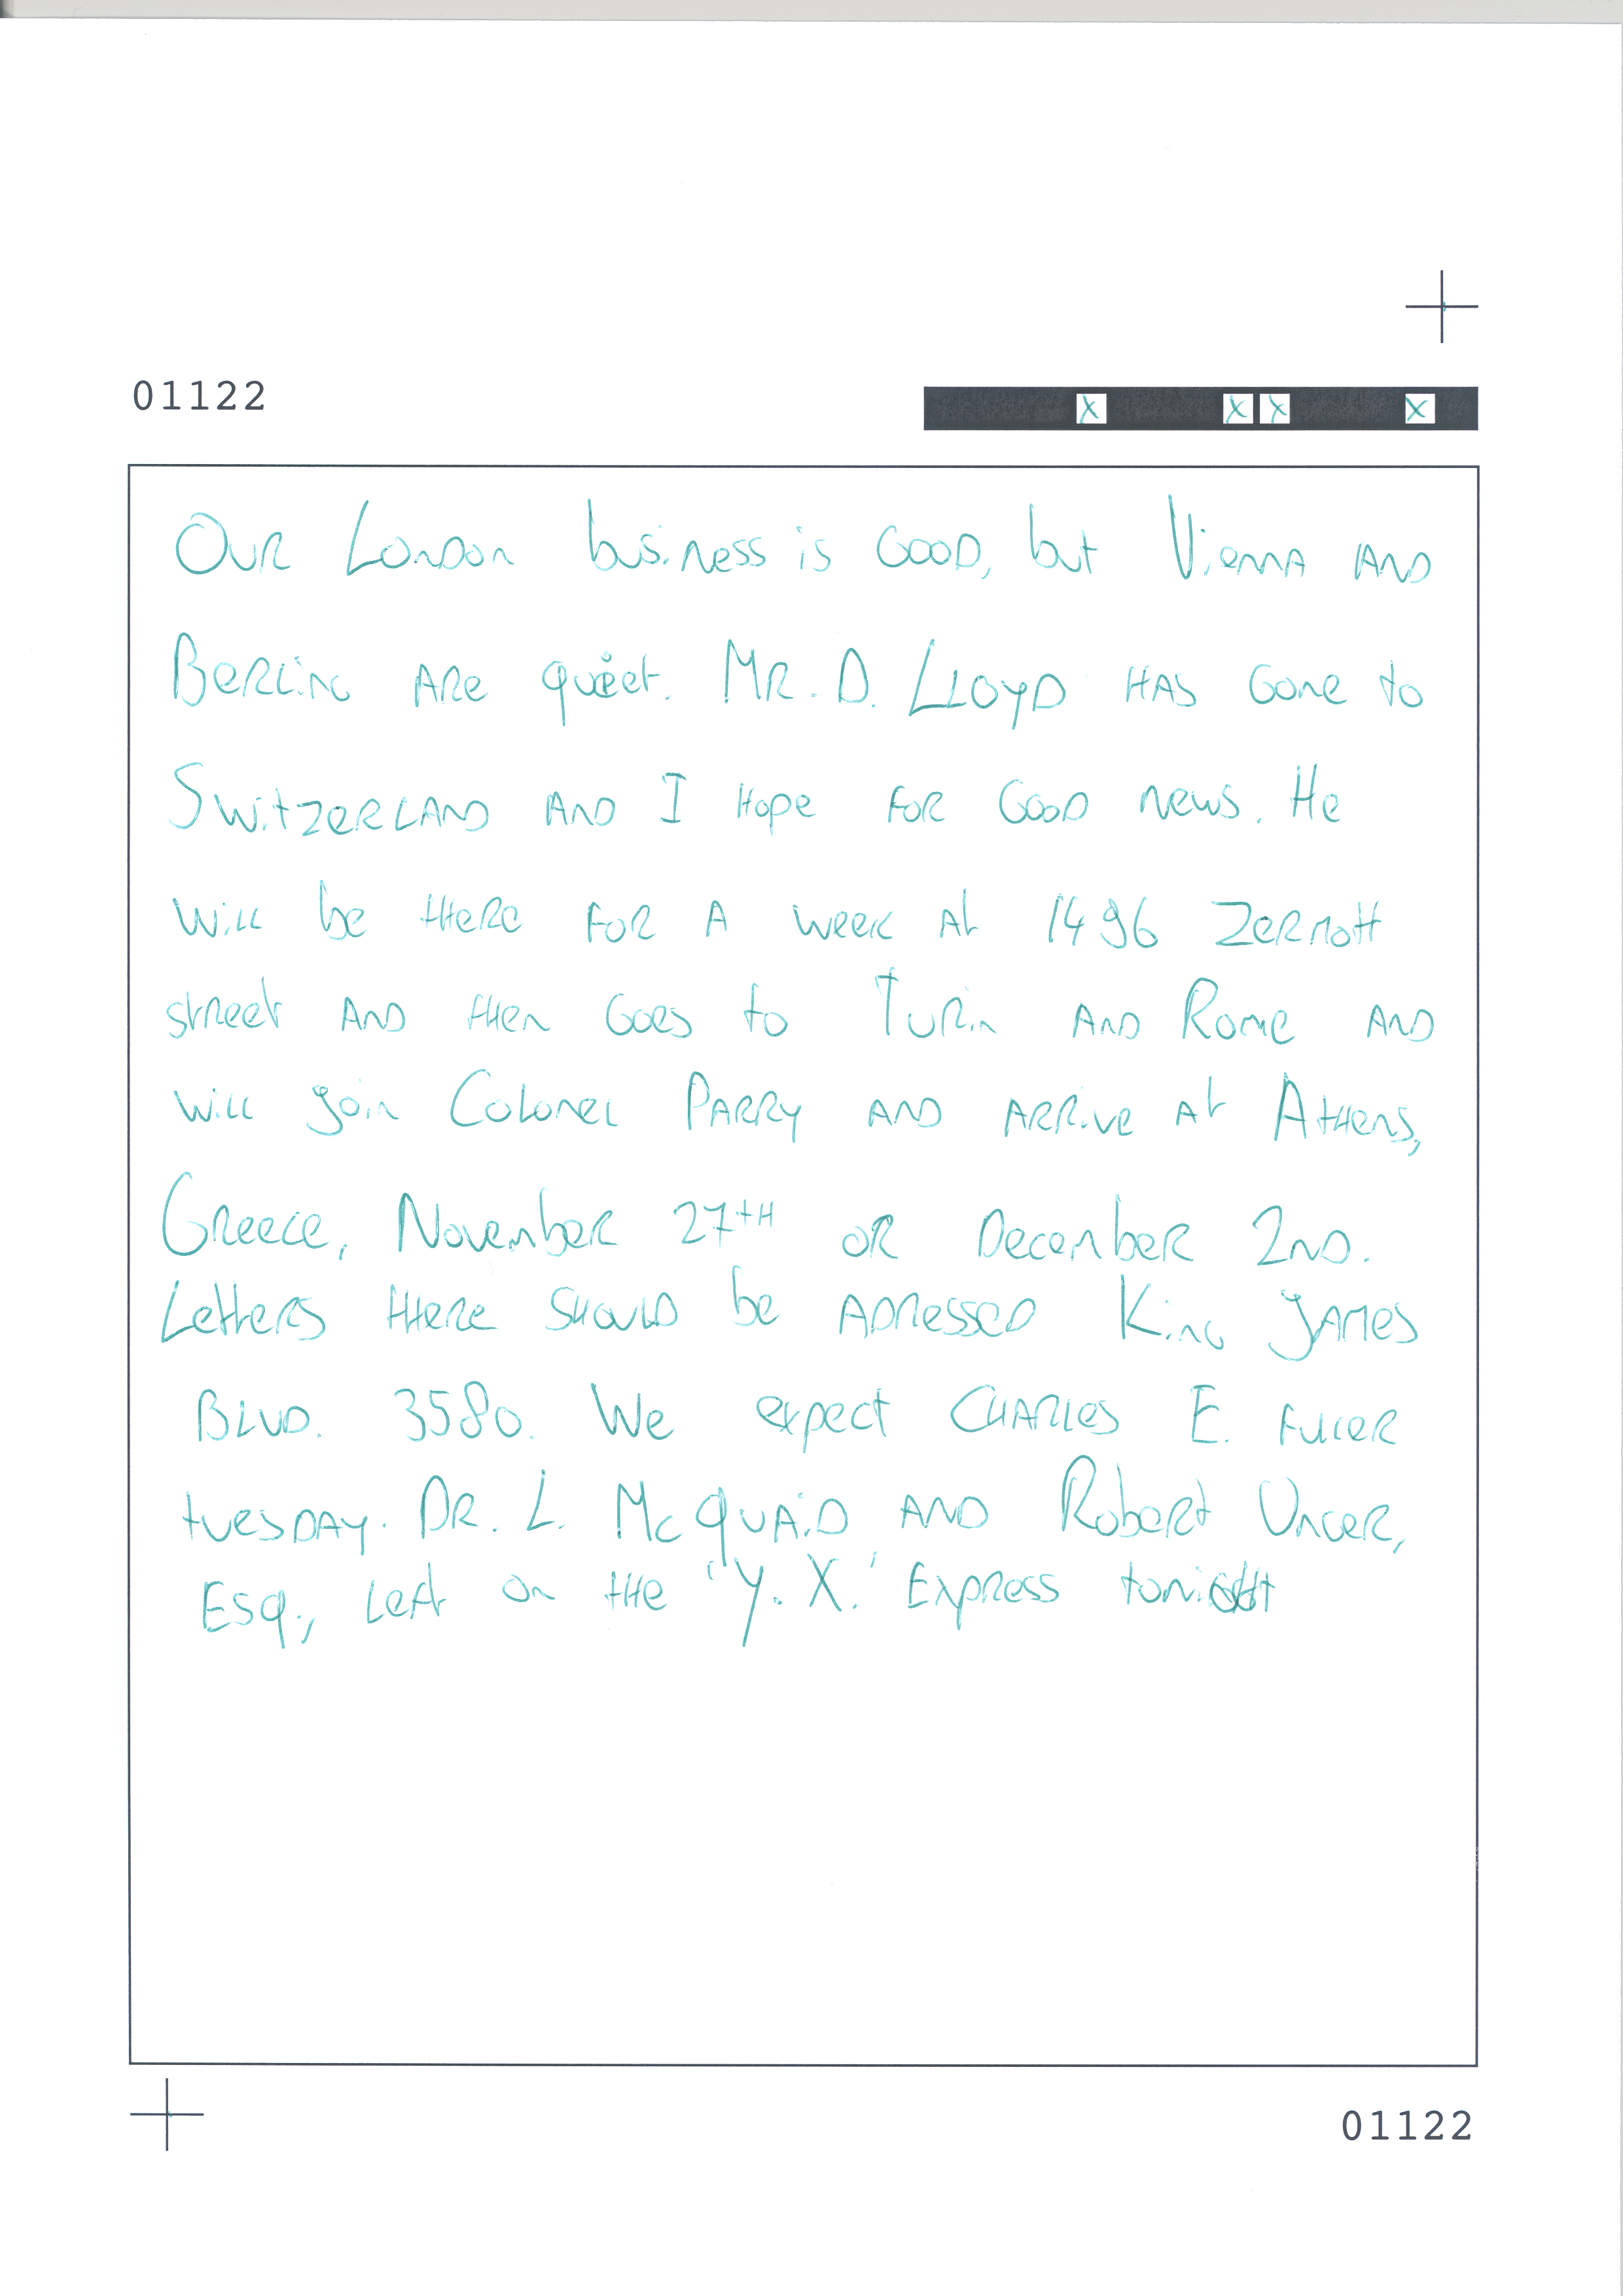 01122
X X X X
Our London business is good, but Vienna and
Berling are quiet. Mr. D. Lloyd has gone to
Switzerland and I hope for good news. He
will be there for a week at 1496 Zermott
street and then goes to Turin and Rome and
will join Colonel Parry and arrive at Athens,
Greece, November 27th or December 2nd.
Letters there should be adressed King James
Blvd. 3580. We expect Charles E. Fuller
tuesday. Dr. L. McQuaid and Robert Unger,
Esq., left on the 'Y. X.' Express tonight
01122